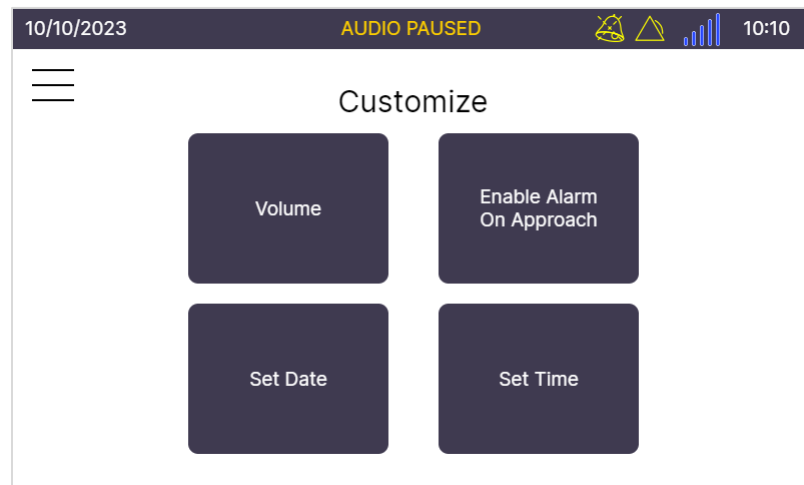 10/10/2023 AUDIO PAUSED 10:10
Customize
Volume
Enable Alarm
On Approach
Set Date
Set Time